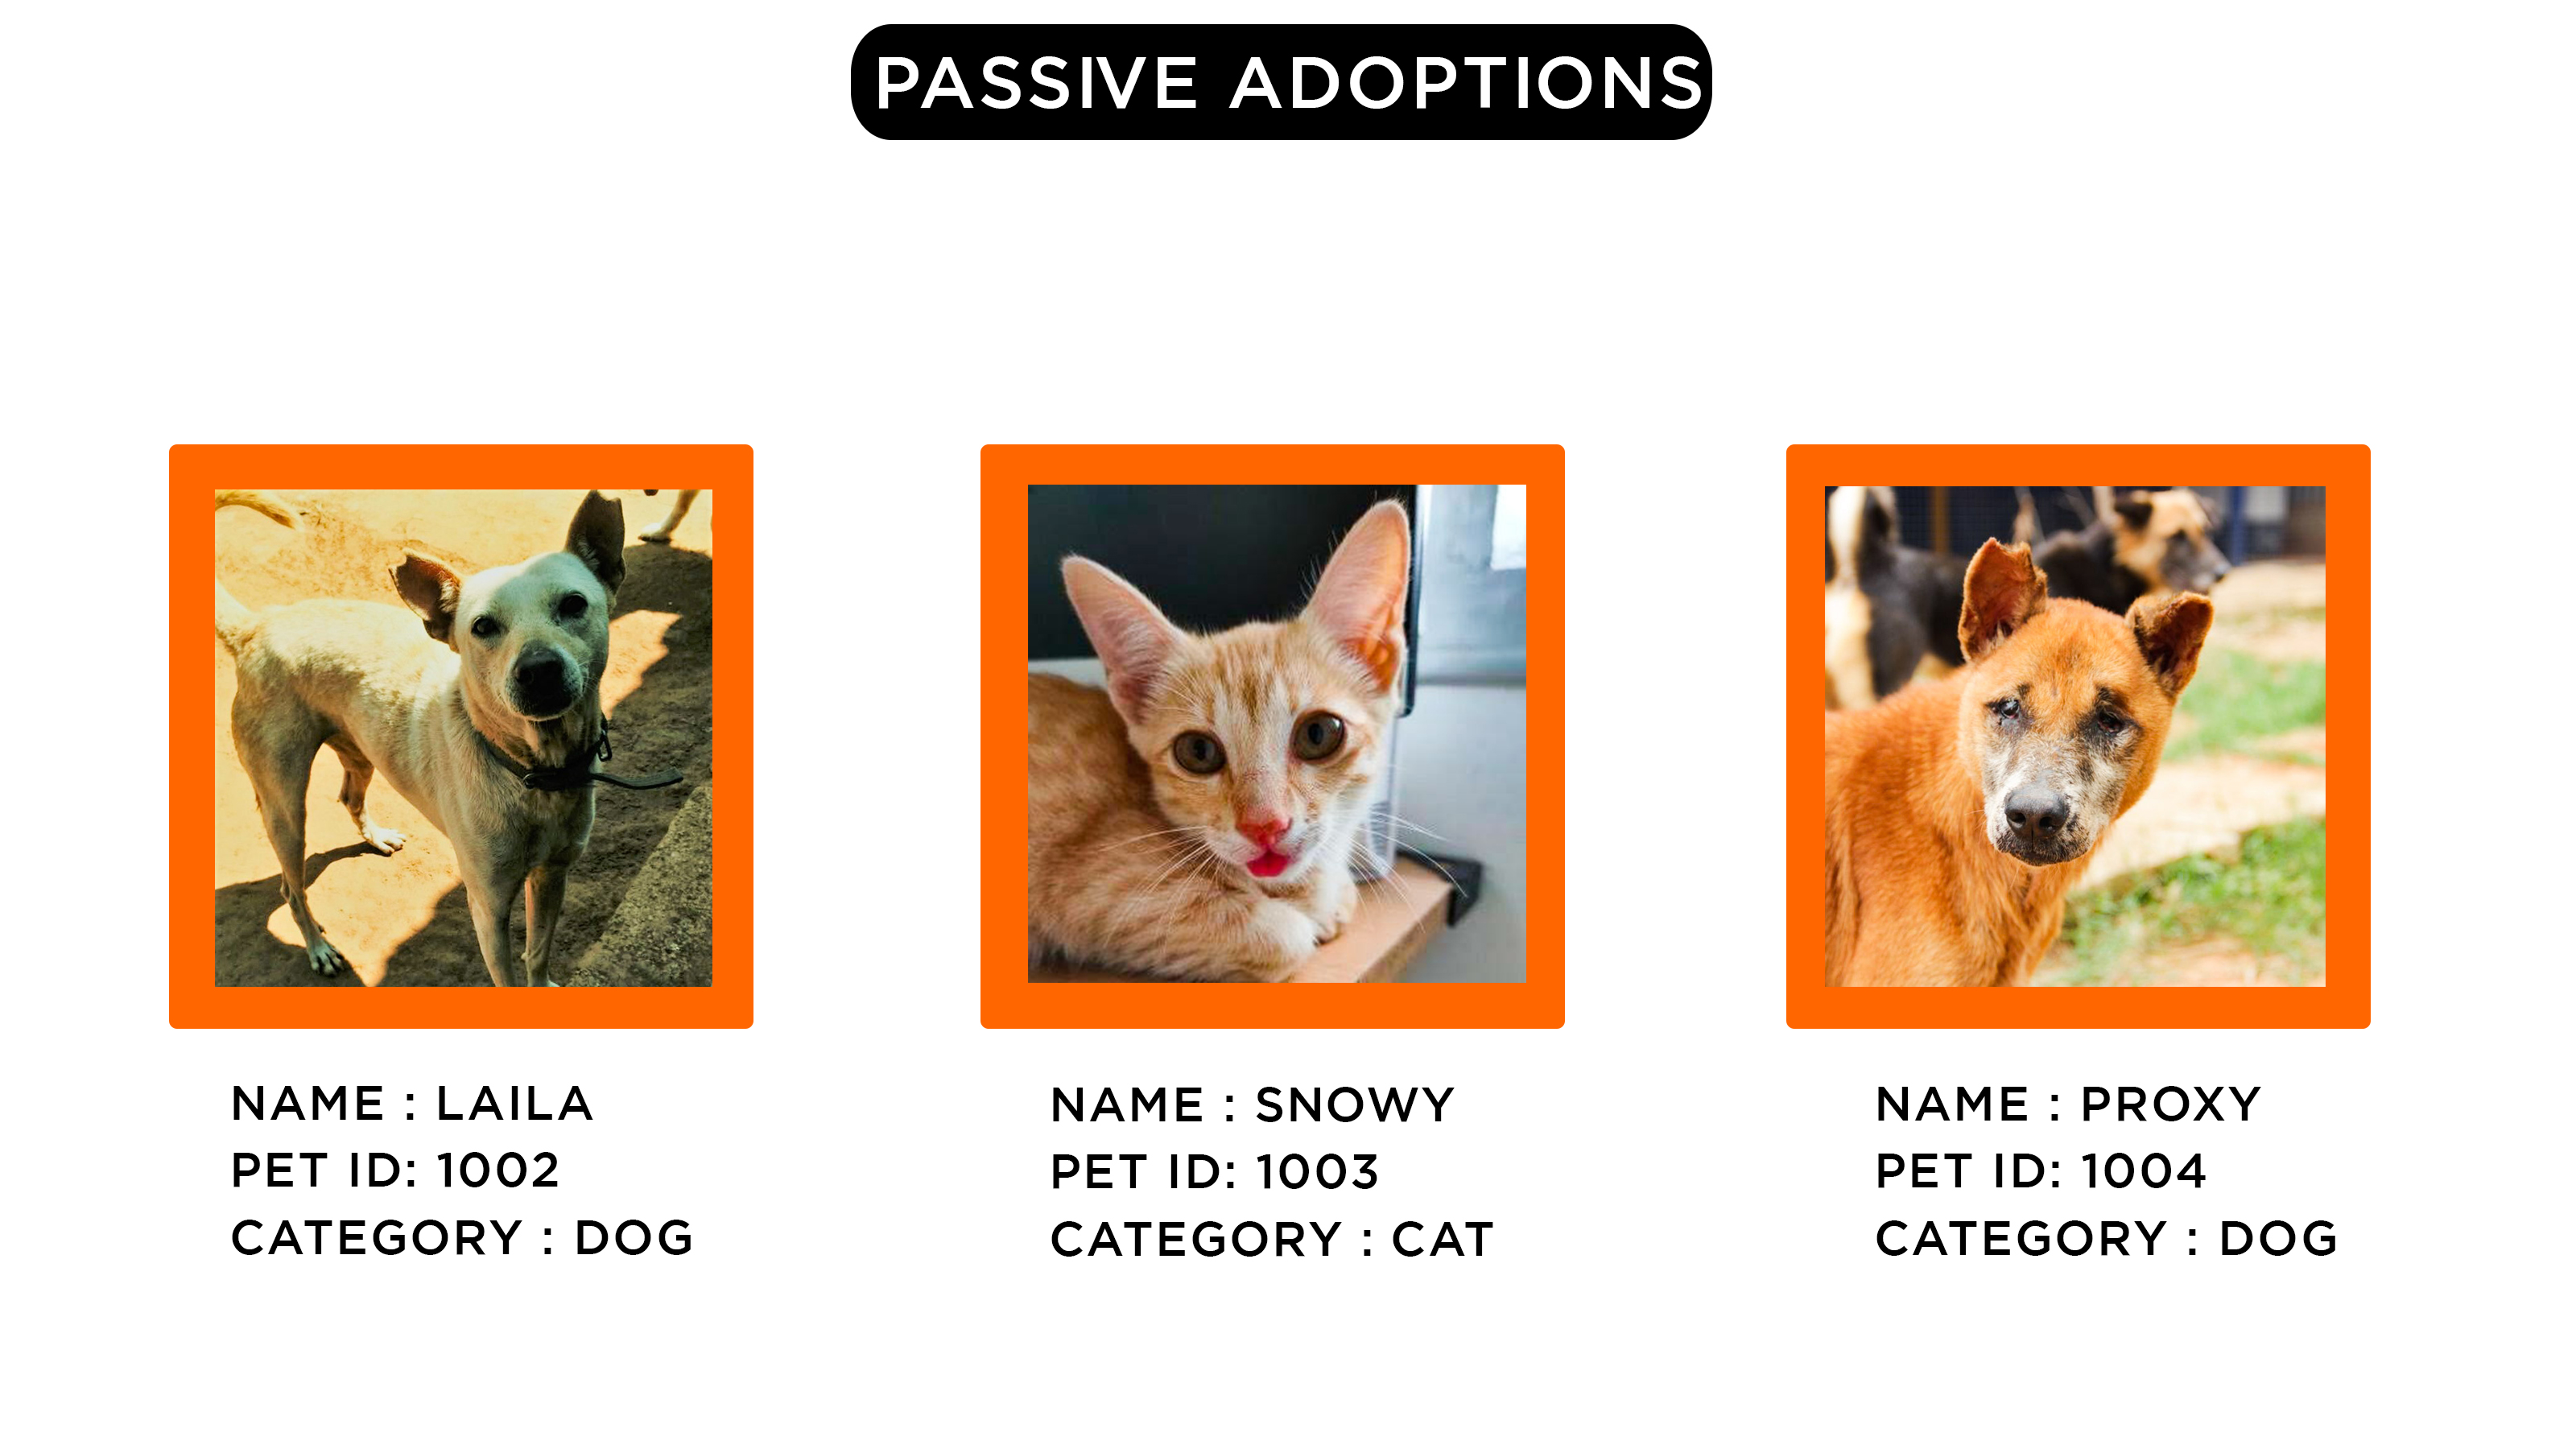 PASSIVE ADOPTIONS
NAME : LAILA
PET ID: 1002
CATEGORY : DOG
NAME : SNOWY
PET ID: 1003
CATEGORY : CAT
NAME : PROXY
PET ID: 1004
CATEGORY : DOG